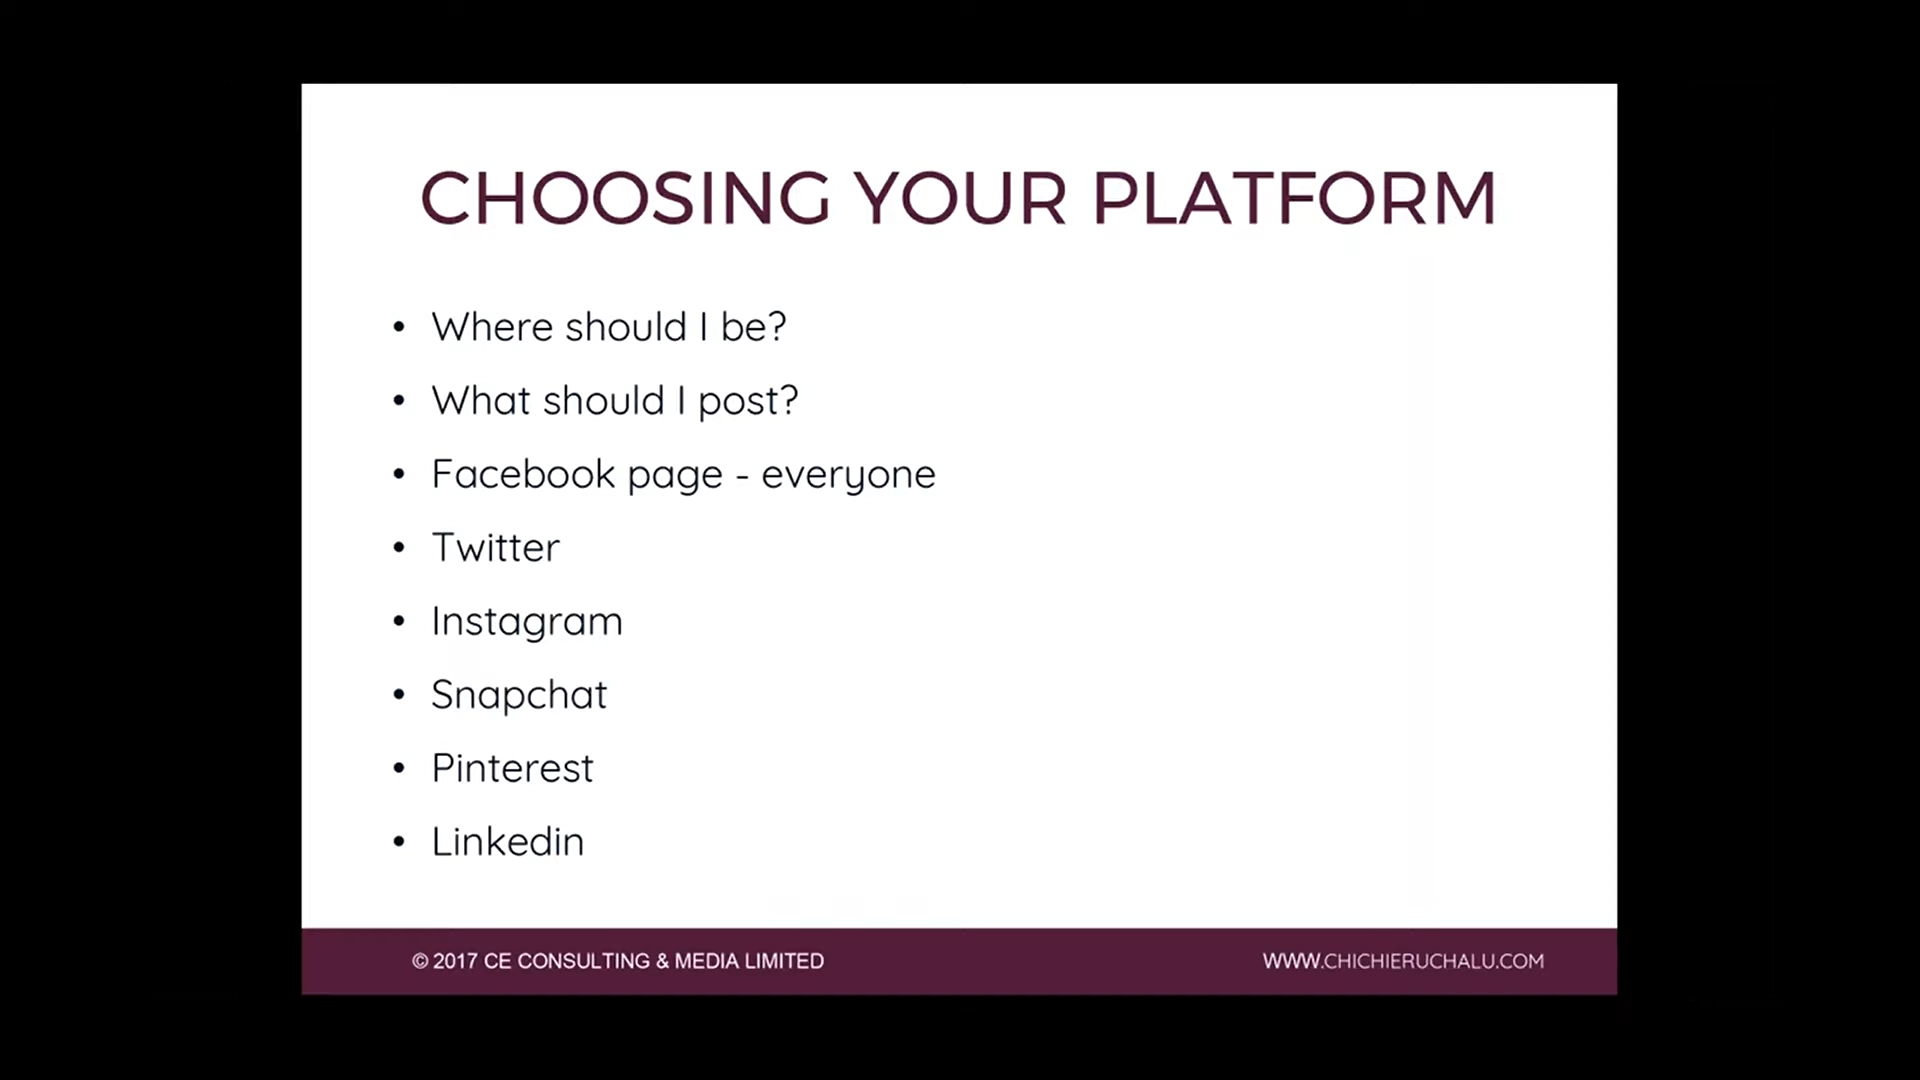 CHOOSING YOUR PLATFORM
• Where should I be?
• What should I post?
• Facebook page - everyone
• Twitter
• Instagram
• Snapchat
• Pinterest
• Linkedin
© 2017 CE CONSULTING & MEDIA LIMITED
WWW.CHICHIERUCHALU.COM